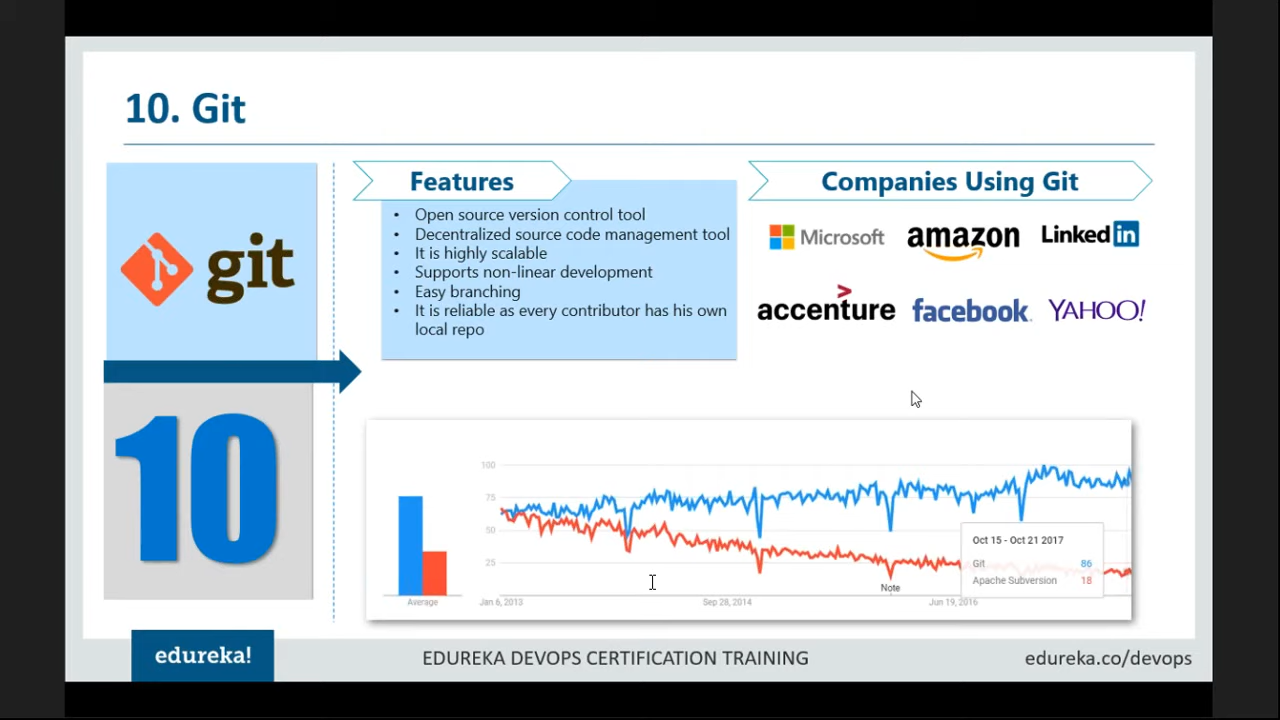 10. Git
git
10
Features
• Open source version control tool
• Decentralized source code management tool
• It is highly scalable
• Supports non-linear development
• Easy branching
• It is reliable as every contributor has his own
local repo
Companies Using Git
Microsoft
amazon
Linked in
accenture
facebook.
YAHOO!
100
75
50
25
Average
Jan 6, 2013
Sep 28, 2014
Note
Jun 19, 2016
Oct 15 - Oct 21 2017
Git 86
Apache Subversion 18
edureka!
EDUREKA DEVOPS CERTIFICATION TRAINING
edureka.co/devops